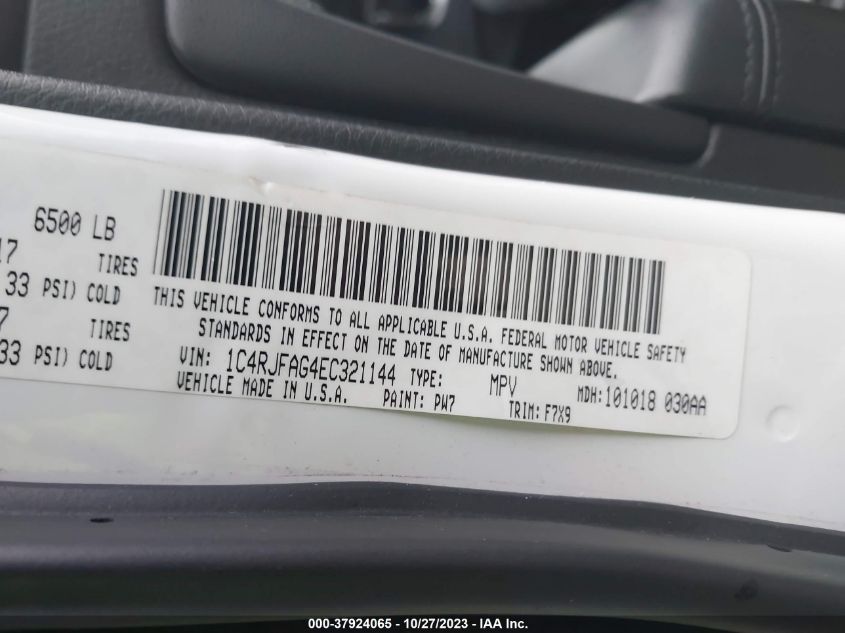 6500 LB
17 TIRES
33 PSI) COLD
7 TIRES
33 PSI) COLD
THIS VEHICLE CONFORMS TO ALL APPLICABLE U.S.A. FEDERAL MOTOR VEHICLE SAFETY
STANDARDS IN EFFECT ON THE DATE OF MANUFACTURE SHOWN ABOVE.
VIN: 1C4RJFAG4EC321144 TYPE: MPV MDH:101018 030AA
VEHICLE MADE IN U.S.A. PAINT: PW7 TRIM: F7X9
000-37924065 - 10/27/2023 - IAA Inc.